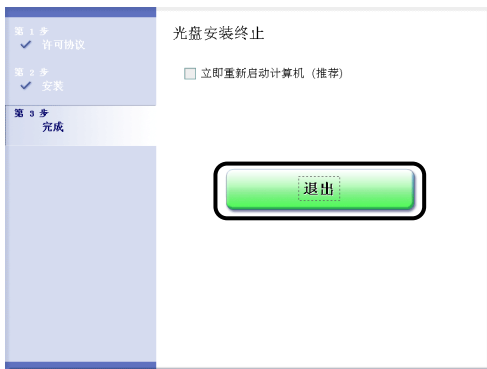 第 1 步
许可协议
第 2 步
安装
第 3 步
完成
光盘安装终止
立即重新启动计算机 (推荐)
退出